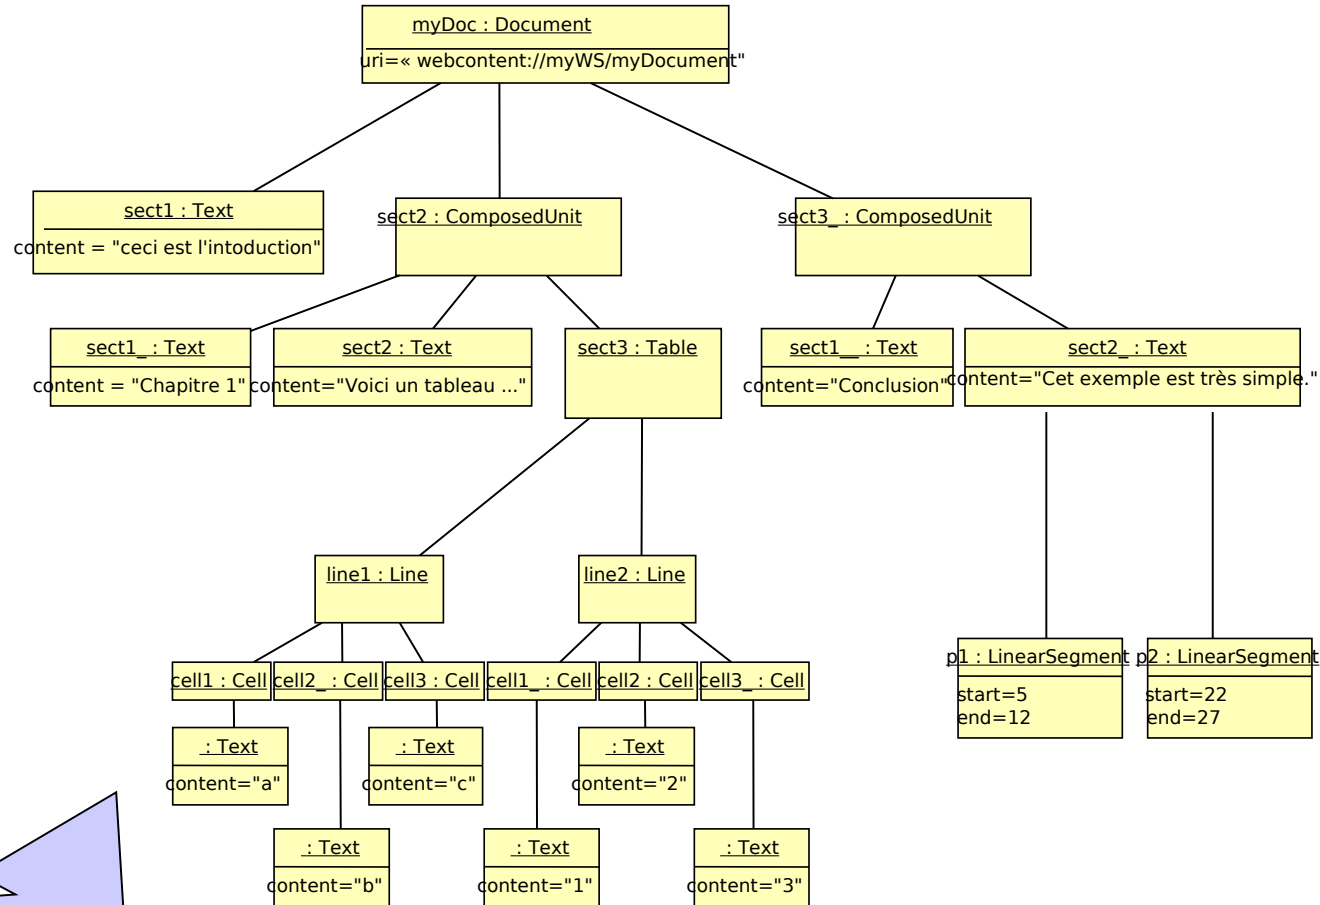 myDoc : Document
uri=« webcontent://myWS/myDocument"
sect1 : Text
content = "ceci est l'intoduction"
sect2 : ComposedUnit
sect3_ : ComposedUnit
sect1_ : Text
content = "Chapitre 1"
sect2 : Text
content="Voici un tableau ..."
sect3 : Table
sect1__ : Text
content="Conclusion"
sect2_ : Text
content="Cet exemple est très simple."
line1 : Line
line2 : Line
p1 : LinearSegment
start=5
end=12
p2 : LinearSegment
start=22
end=27
cell1 : Cell
cell2_ : Cell
cell3 : Cell
cell1_ : Cell
cell2 : Cell
cell3_ : Cell
_ : Text
content="a"
_ : Text
content="c"
_ : Text
content="2"
_ : Text
content="b"
_ : Text
content="1"
_ : Text
content="3"